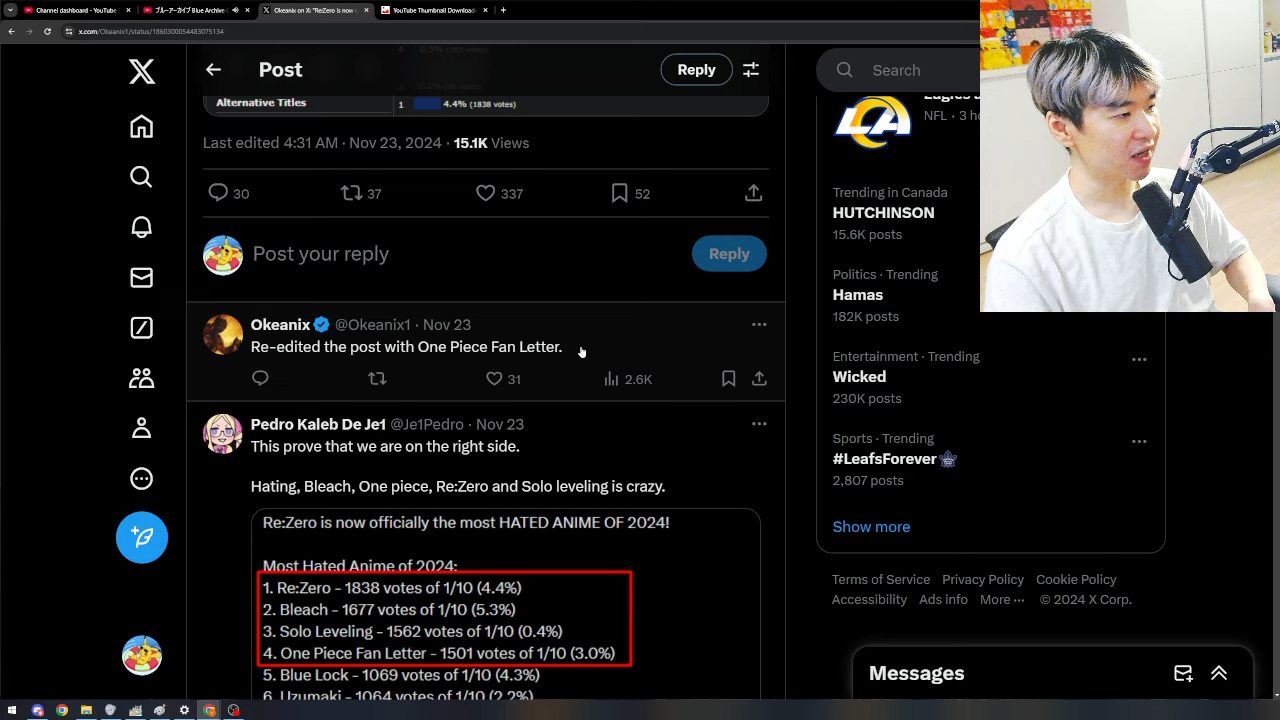 Channel dashboard - YouTube
ブルーアーカイブ Blue Archive
Okeanix on X: "Re:Zero is now
YouTube Thumbnail Download
x.com/Okeanix1/status/1860300054483075134
Post
Reply
Search
Alternative Titles
1 4.4% (1838 votes)
Last edited 4:31 AM · Nov 23, 2024 · 15.1K Views
30 37 337 52
Post your reply
Reply
Okeanix @Okeanix1 · Nov 23
Re-edited the post with One Piece Fan Letter.
31 2.6K
Pedro Kaleb De Je1 @Je1Pedro · Nov 23
This prove that we are on the right side.
Hating, Bleach, One piece, Re:Zero and Solo leveling is crazy.
Re:Zero is now officially the most HATED ANIME OF 2024!
Most Hated Anime of 2024:
1. Re:Zero - 1838 votes of 1/10 (4.4%)
2. Bleach - 1677 votes of 1/10 (5.3%)
3. Solo Leveling - 1562 votes of 1/10 (0.4%)
4. One Piece Fan Letter - 1501 votes of 1/10 (3.0%)
5. Blue Lock - 1069 votes of 1/10 (4.3%)
6. Uzumaki - 1064 votes of 1/10 (2.2%)
LA
NFL · 3 h
Trending in Canada
HUTCHINSON
15.6K posts
Politics · Trending
Hamas
182K posts
Entertainment · Trending
Wicked
230K posts
Sports · Trending
#LeafsForever
2,807 posts
Show more
Terms of Service Privacy Policy Cookie Policy
Accessibility Ads info More ··· © 2024 X Corp.
Messages